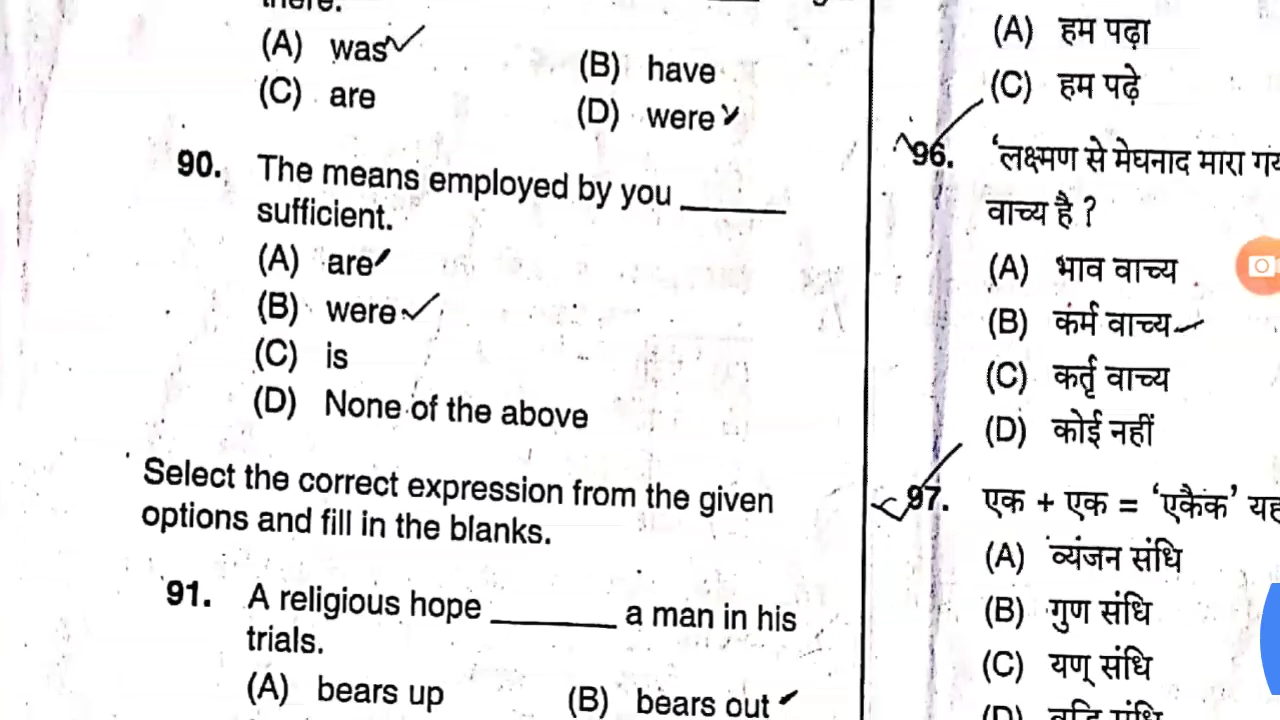 there.
(A) was
(B) have
(C) are
(D) were
90. The means employed by you ______
sufficient.
(A) are
(B) were
(C) is
(D) None of the above
Select the correct expression from the given
options and fill in the blanks.
91. A religious hope ______ a man in his
trials.
(A) bears up
(B) bears out
(A) हम पढ़ा
(C) हम पढ़े
96. ‘लक्ष्मण से मेघनाद मारा
वाच्य है ?
(A) भाव वाच्य
(B) कर्म वाच्य
(C) कर्तृ वाच्य
(D) कोई नहीं
97. एक + एक = ‘एकैक’
(A) व्यंजन संधि
(B) गुण संधि
(C) यण् संधि
(D)